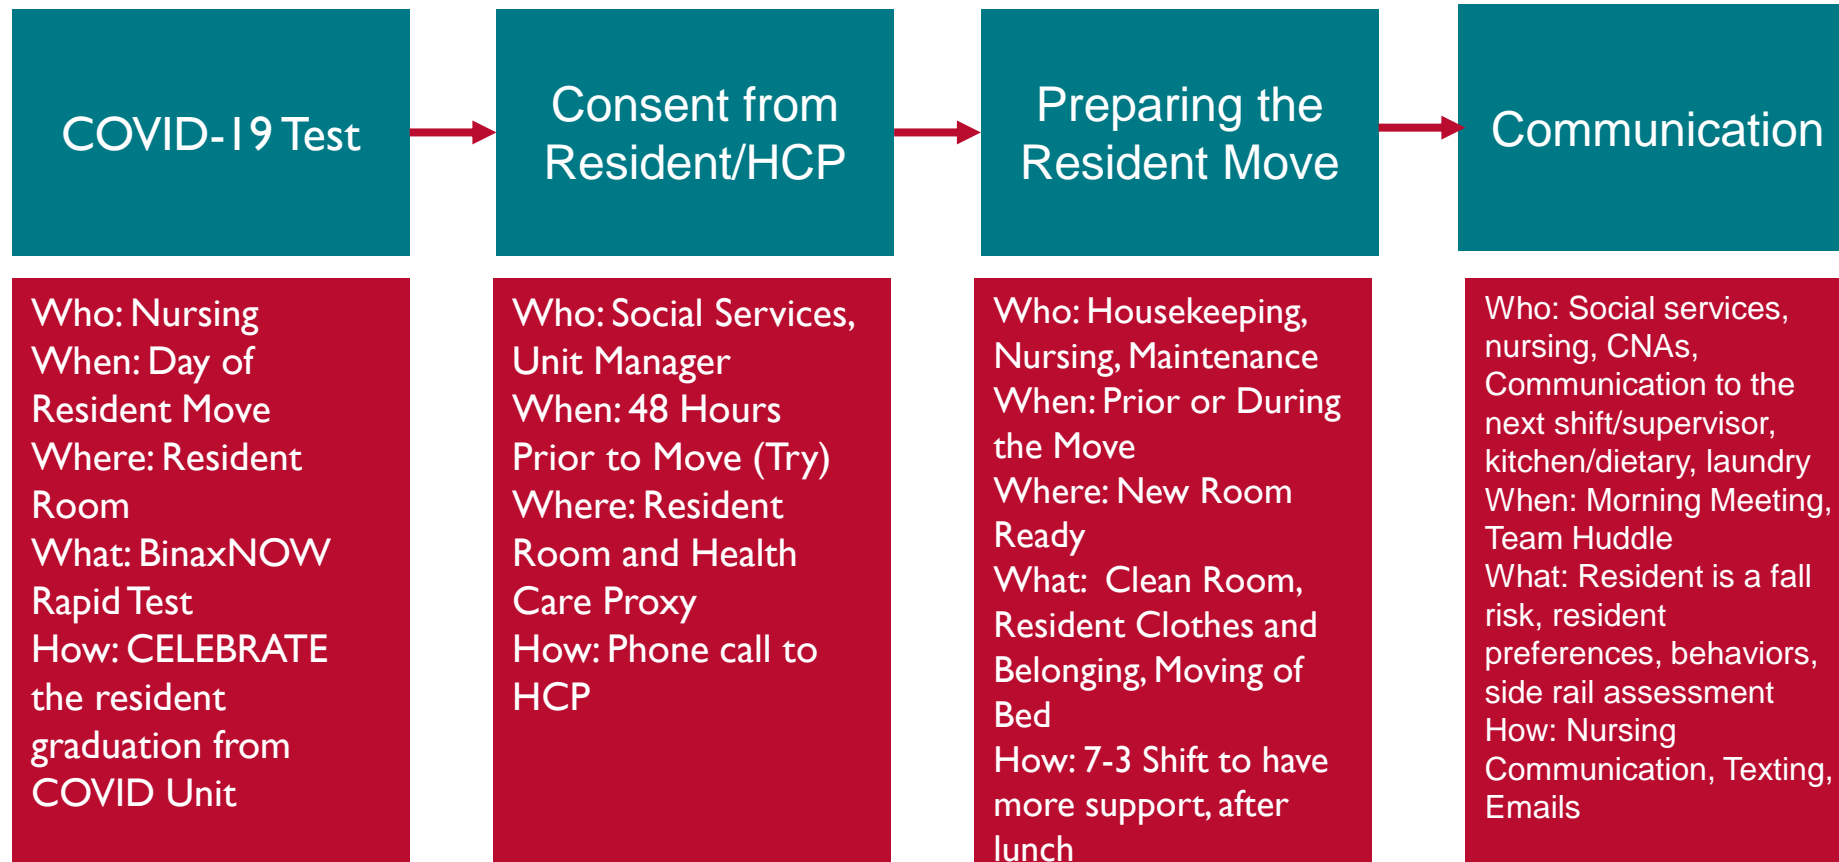 COVID-19 Test
Consent from
Resident/HCP
Preparing the
Resident Move
Communication
Who: Nursing
When: Day of
Resident Move
Where: Resident
Room
What: BinaxNOW
Rapid Test
How: CELEBRATE
the resident
graduation from
COVID Unit
Who: Social Services,
Unit Manager
When: 48 Hours
Prior to Move (Try)
Where: Resident
Room and Health
Care Proxy
How: Phone call to
HCP
Who: Housekeeping,
Nursing, Maintenance
When: Prior or During
the Move
Where: New Room
Ready
What: Clean Room,
Resident Clothes and
Belonging, Moving of
Bed
How: 7-3 Shift to have
more support, after
lunch
Who: Social services,
nursing, CNAs,
Communication to the
next shift/supervisor,
kitchen/dietary, laundry
When: Morning Meeting,
Team Huddle
What: Resident is a fall
risk, resident
preferences, behaviors,
side rail assessment
How: Nursing
Communication, Texting,
Emails